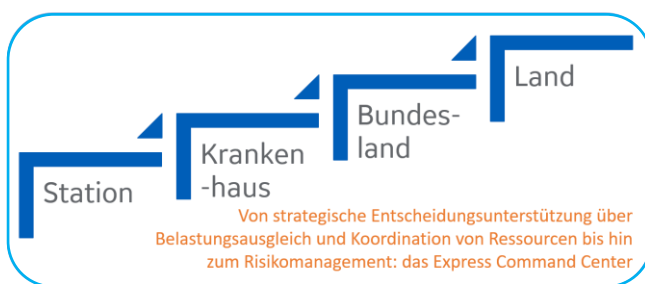 Station
Kranken
-haus
Bundes-
land
Land
Von strategische Entscheidungsunterstützung über
Belastungsausgleich und Koordination von Ressourcen bis hin
zum Risikomanagement: das Express Command Center